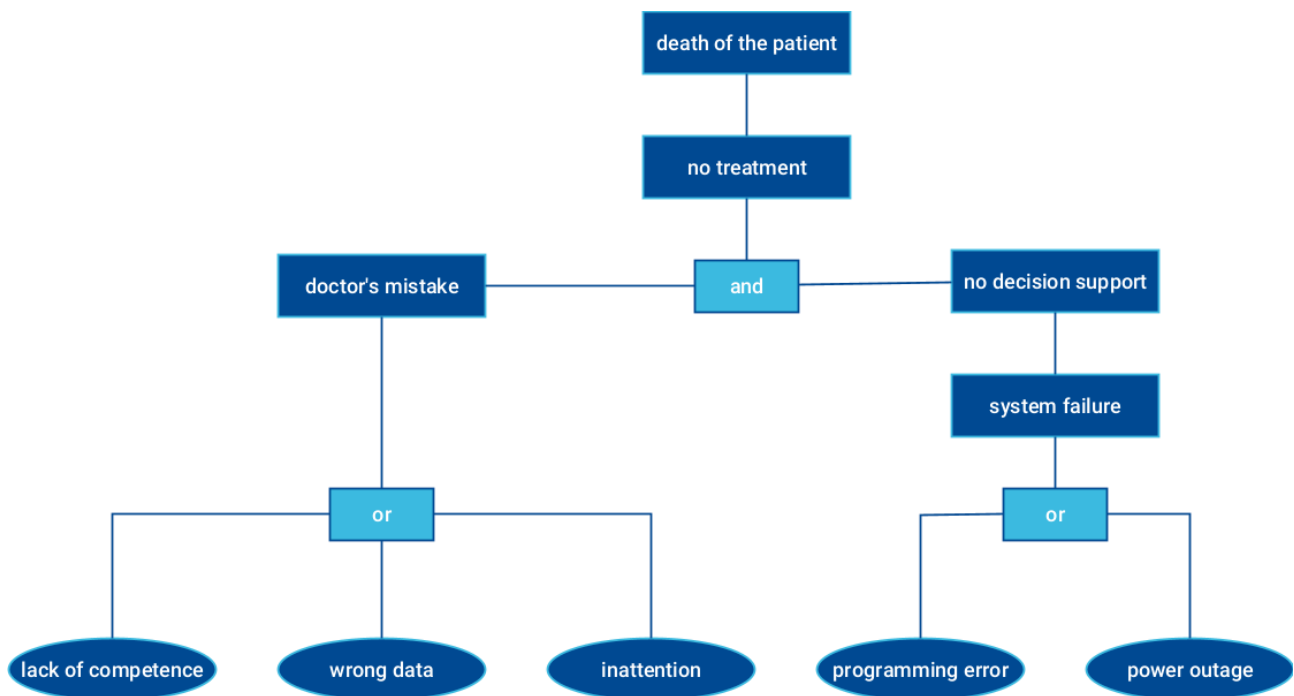 death of the patient
no treatment
doctor's mistake
and
no decision support
system failure
or
or
lack of competence
wrong data
inattention
programming error
power outage